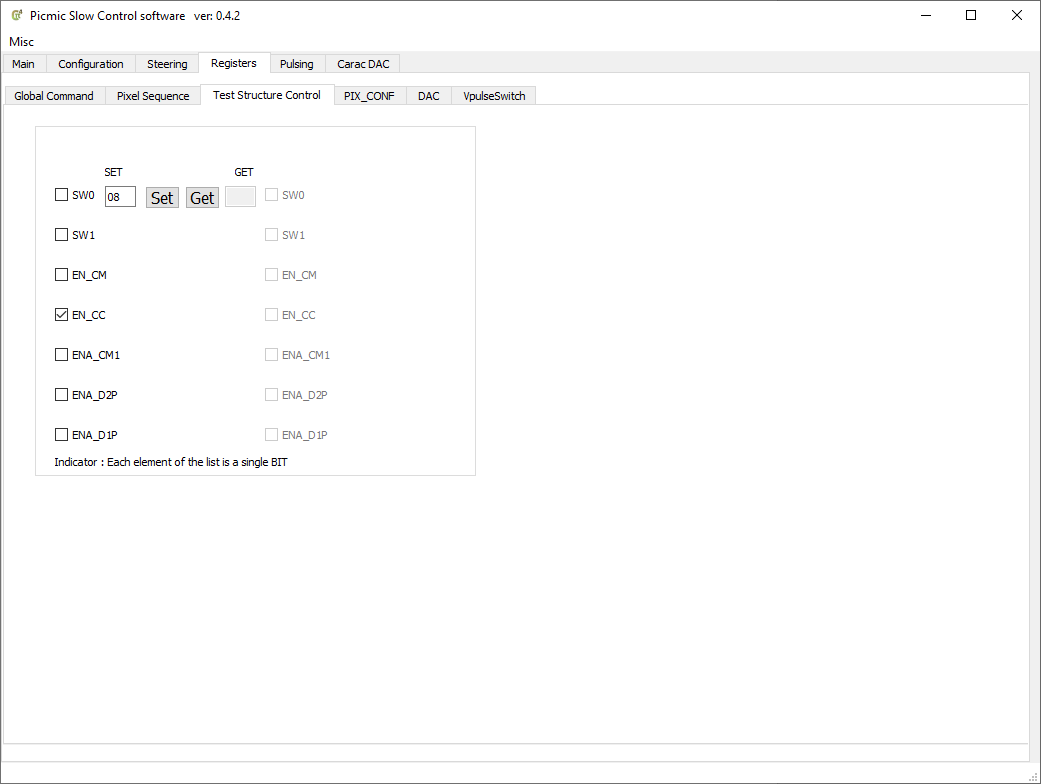 Picmic Slow Control software ver: 0.4.2
Misc
Main Configuration Steering Registers Pulsing Carac DAC
Global Command Pixel Sequence Test Structure Control PIX_CONF DAC VpulseSwitch
SET GET
SW0 08 Set Get SW0
SW1 SW1
EN_CM EN_CM
EN_CC EN_CC
ENA_CM1 ENA_CM1
ENA_D2P ENA_D2P
ENA_D1P ENA_D1P
Indicator : Each element of the list is a single BIT